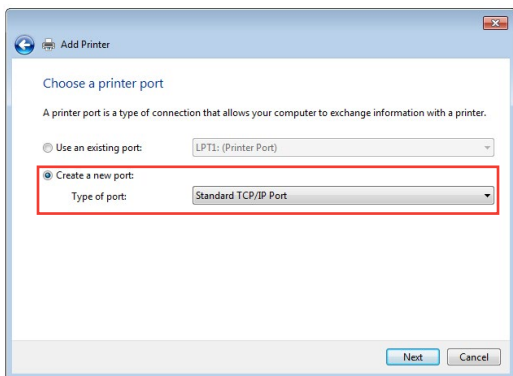 Add Printer
Choose a printer port
A printer port is a type of connection that allows your computer to exchange information with a printer.
Use an existing port: LPT1: (Printer Port)
Create a new port:
Type of port: Standard TCP/IP Port
Next Cancel